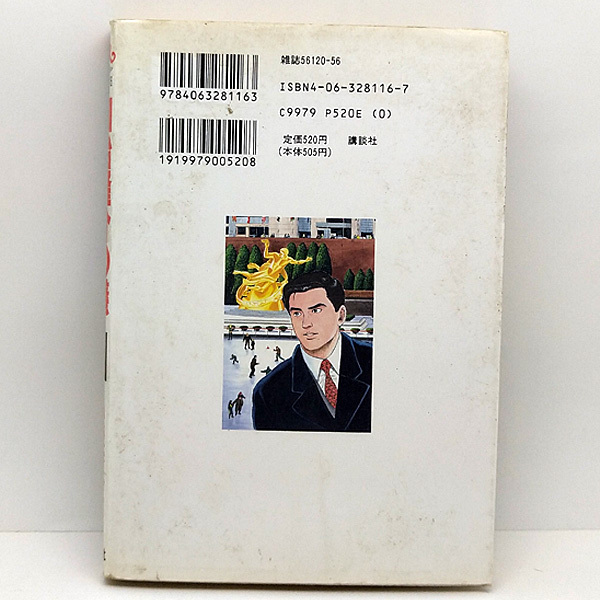 雑誌56120-56
9784063281163
ISBN4-06-328116-7
C9979 P520E (0)
1919979005208
定価520円 講談社
(本体505円)